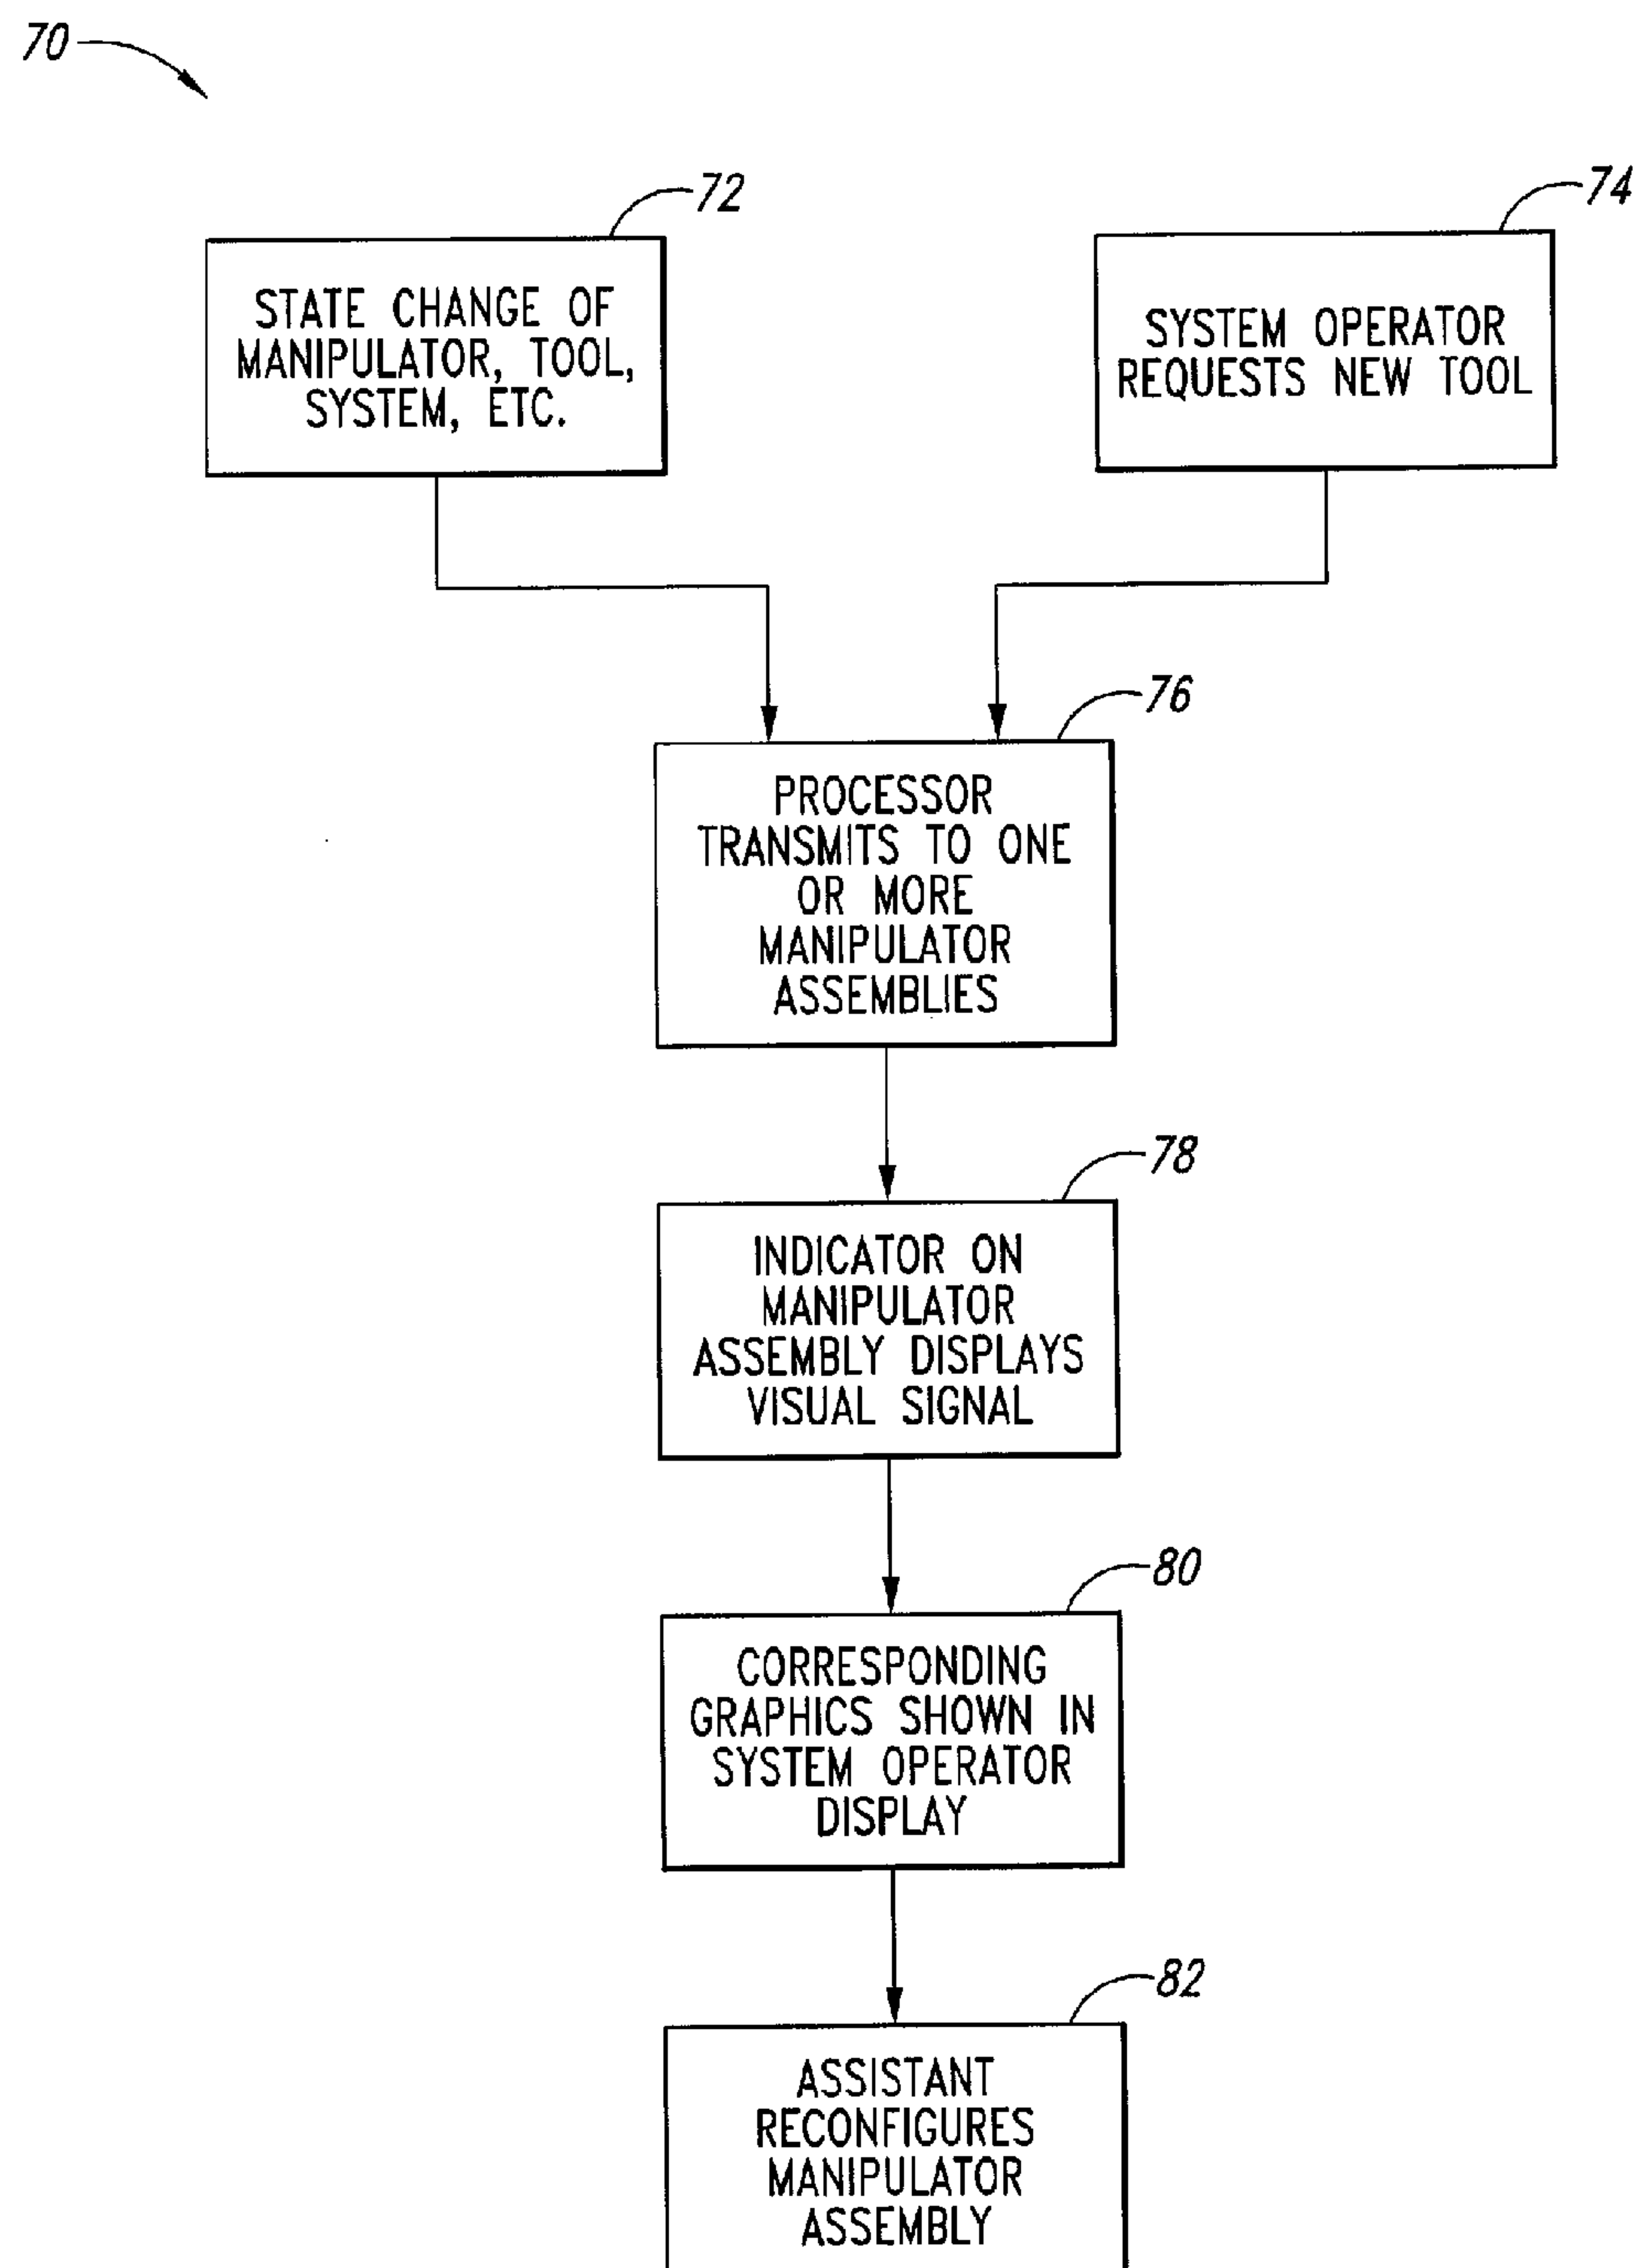 70
72
STATE CHANGE OF
MANIPULATOR, TOOL,
SYSTEM, ETC.
74
SYSTEM OPERATOR
REQUESTS NEW TOOL
76
PROCESSOR
TRANSMITS TO ONE
OR MORE
MANIPULATOR
ASSEMBLIES
78
INDICATOR ON
MANIPULATOR
ASSEMBLY DISPLAYS
VISUAL SIGNAL
80
CORRESPONDING
GRAPHICS SHOWN IN
SYSTEM OPERATOR
DISPLAY
82
ASSISTANT
RECONFIGURES
MANIPULATOR
ASSEMBLY